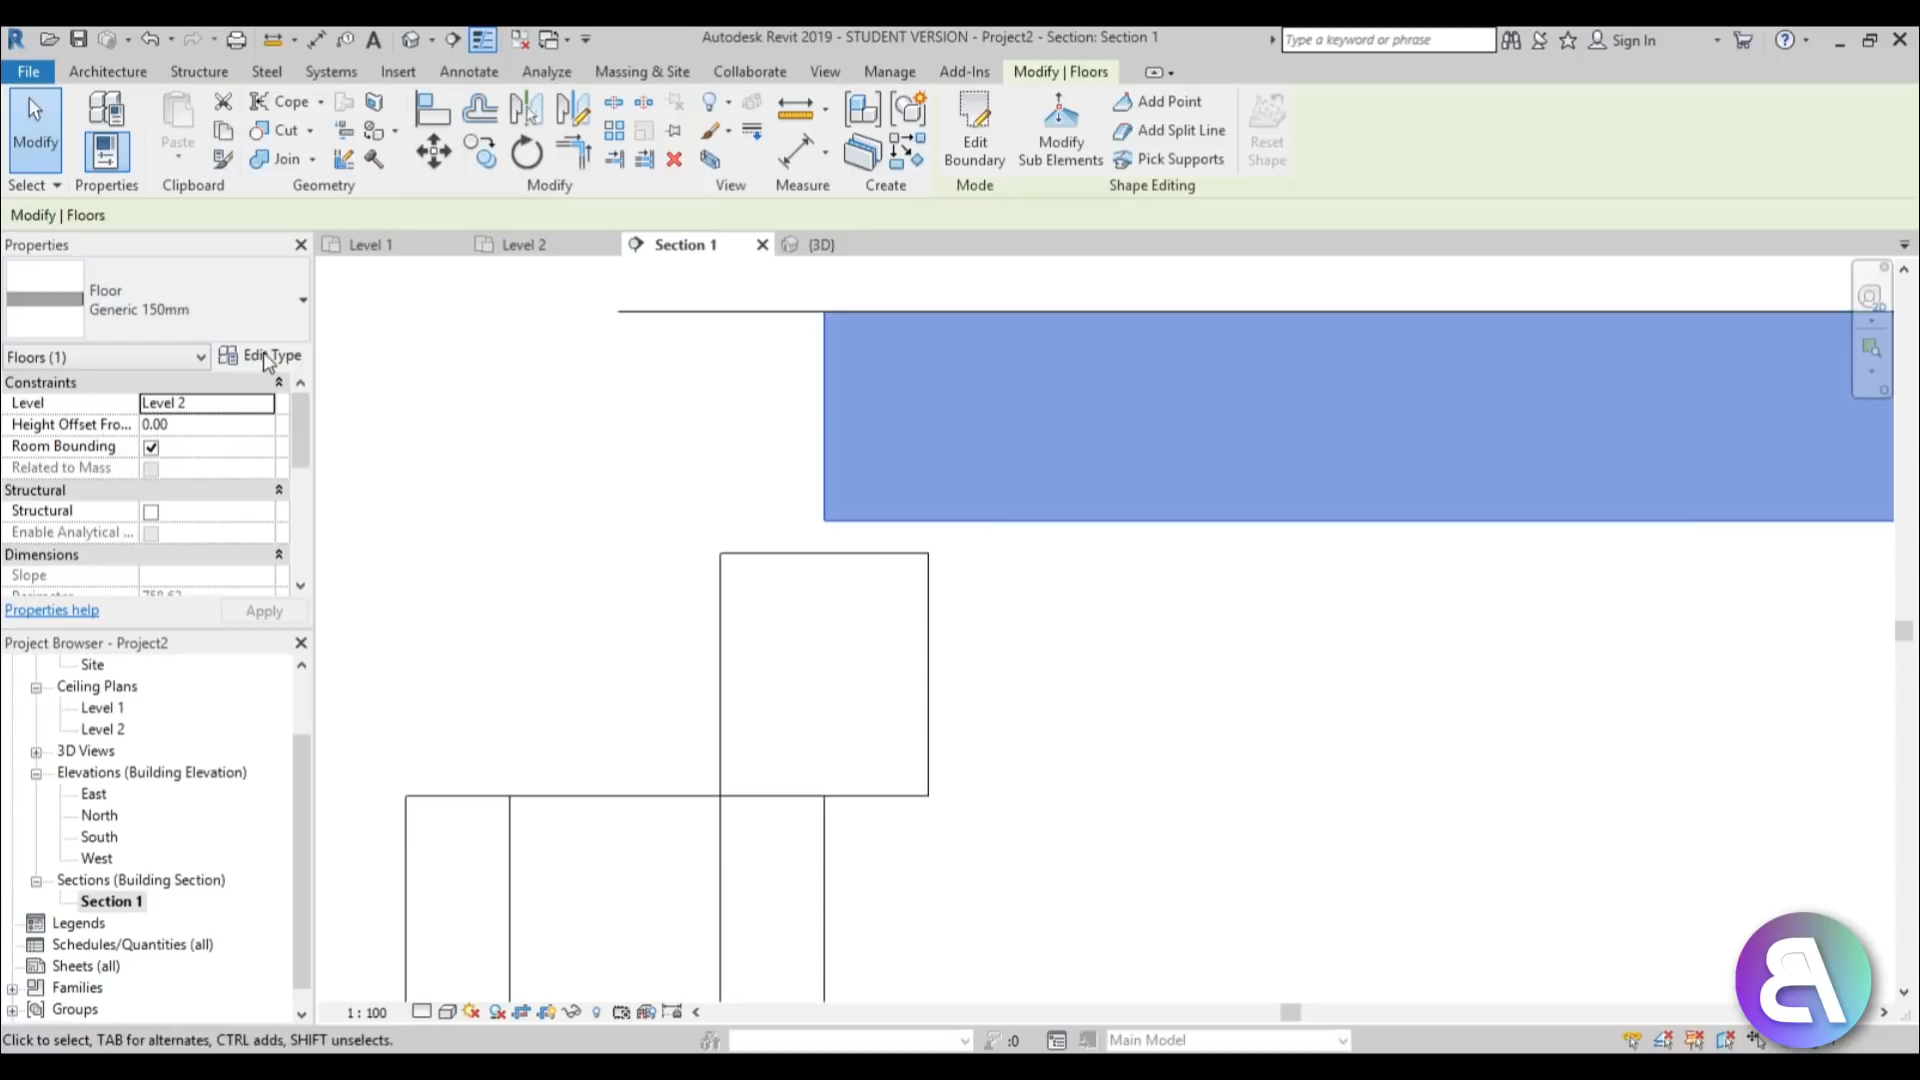 Autodesk Revit 2019 - STUDENT VERSION - Project2 - Section: Section 1
Type a keyword or phrase
Sign In
File Architecture Structure Steel Systems Insert Annotate Analyze Massing & Site Collaborate View Manage Add-Ins Modify | Floors
Cope
Add Point
Modify
Paste
Cut
Edit Boundary
Modify Sub Elements
Add Split Line
Reset Shape
Join
Pick Supports
Select Properties Clipboard Geometry Modify View Measure Create Mode Shape Editing
Modify | Floors
Properties
Level 1
Level 2
Section 1
{3D}
2D
Floor
Generic 150mm
Floors (1)
Edit Type
Constraints
Level Level 2
Height Offset Fro... 0.00
Room Bounding
Related to Mass
Structural
Structural
Enable Analytical ...
Dimensions
Slope
Properties help
Apply
Project Browser - Project2
Site
Ceiling Plans
Level 1
Level 2
3D Views
Elevations (Building Elevation)
East
North
South
West
Sections (Building Section)
Section 1
Legends
Schedules/Quantities (all)
Sheets (all)
Families
Groups
1 : 100
Click to select, TAB for alternates, CTRL adds, SHIFT unselects.
:0
Main Model